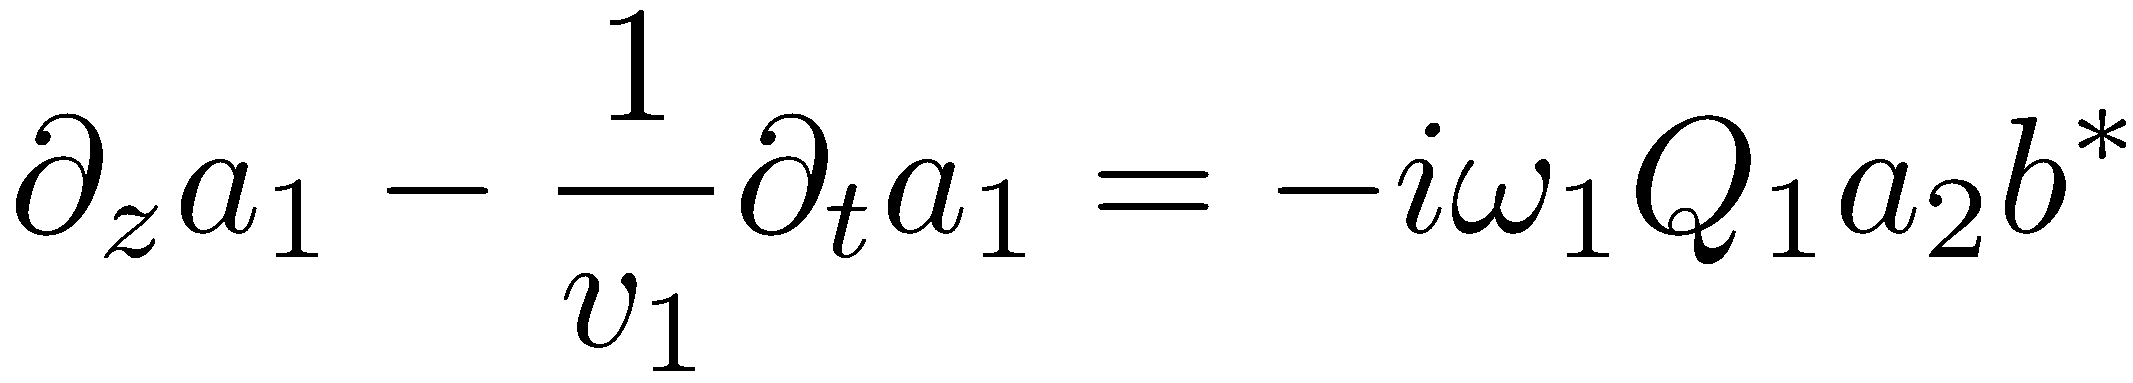 ∂_z a_1 − \frac{1}{v_1} ∂_t a_1 = −iω_1 Q_1 a_2 b^*